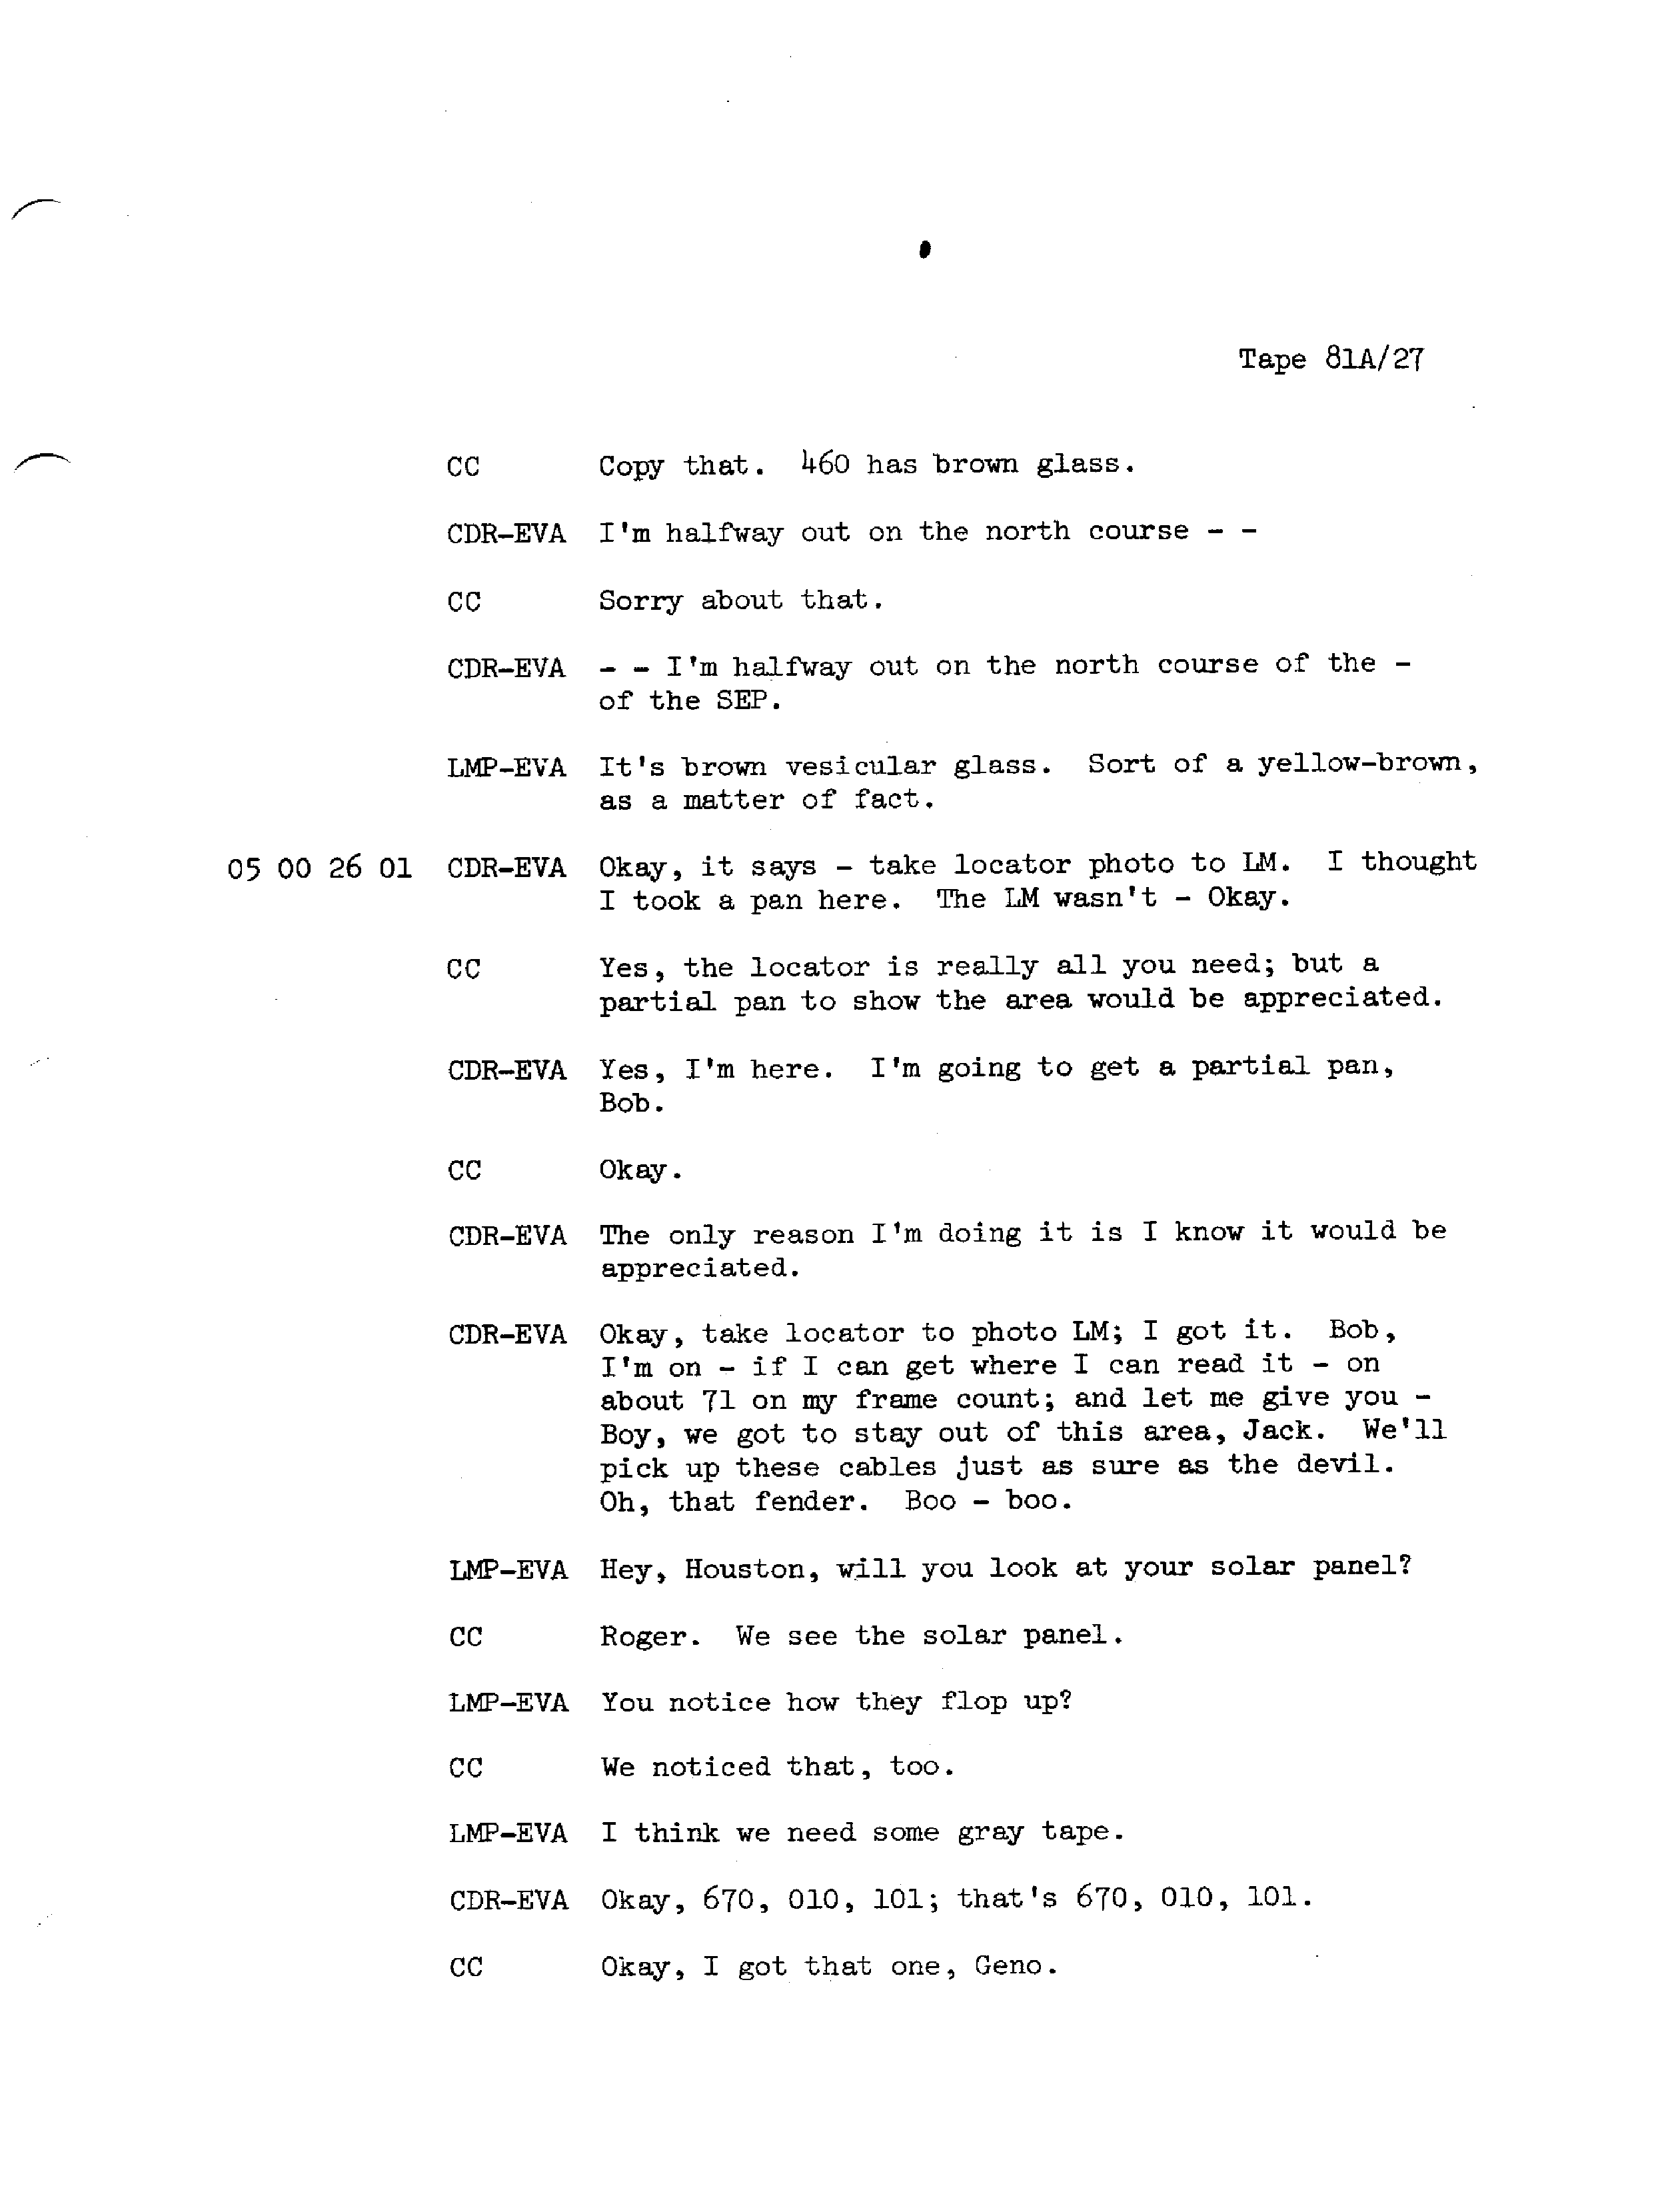 Tape 81A/27
CC Copy that. 460 has brown glass.
CDR-EVA I'm halfway out on the north course - -
CC Sorry about that.
CDR-EVA - - I'm halfway out on the north course of the -
of the SEP.
LMP-EVA It's brown vesicular glass. Sort of a yellow-brown,
as a matter of fact.
05 00 26 01 CDR-EVA Okay, it says - take locator photo to LM. I thought
I took a pan here. The LM wasn't - Okay.
CC Yes, the locator is really all you need; but a
partial pan to show the area would be appreciated.
CDR-EVA Yes, I'm here. I'm going to get a partial pan,
Bob.
CC Okay.
CDR-EVA The only reason I'm doing it is I know it would be
appreciated.
CDR-EVA Okay, take locator to photo LM; I got it. Bob,
I'm on - if I can get where I can read it - on
about 71 on my frame count; and let me give you -
Boy, we got to stay out of this area, Jack. We'll
pick up these cables just as sure as the devil.
Oh, that fender. Boo - boo.
LMP-EVA Hey, Houston, will you look at your solar panel?
CC Roger. We see the solar panel.
LMP-EVA You notice how they flop up?
CC We noticed that, too.
LMP-EVA I think we need some gray tape.
CDR-EVA Okay, 670, 010, 101; that's 670, 010, 101.
CC Okay, I got that one, Geno.